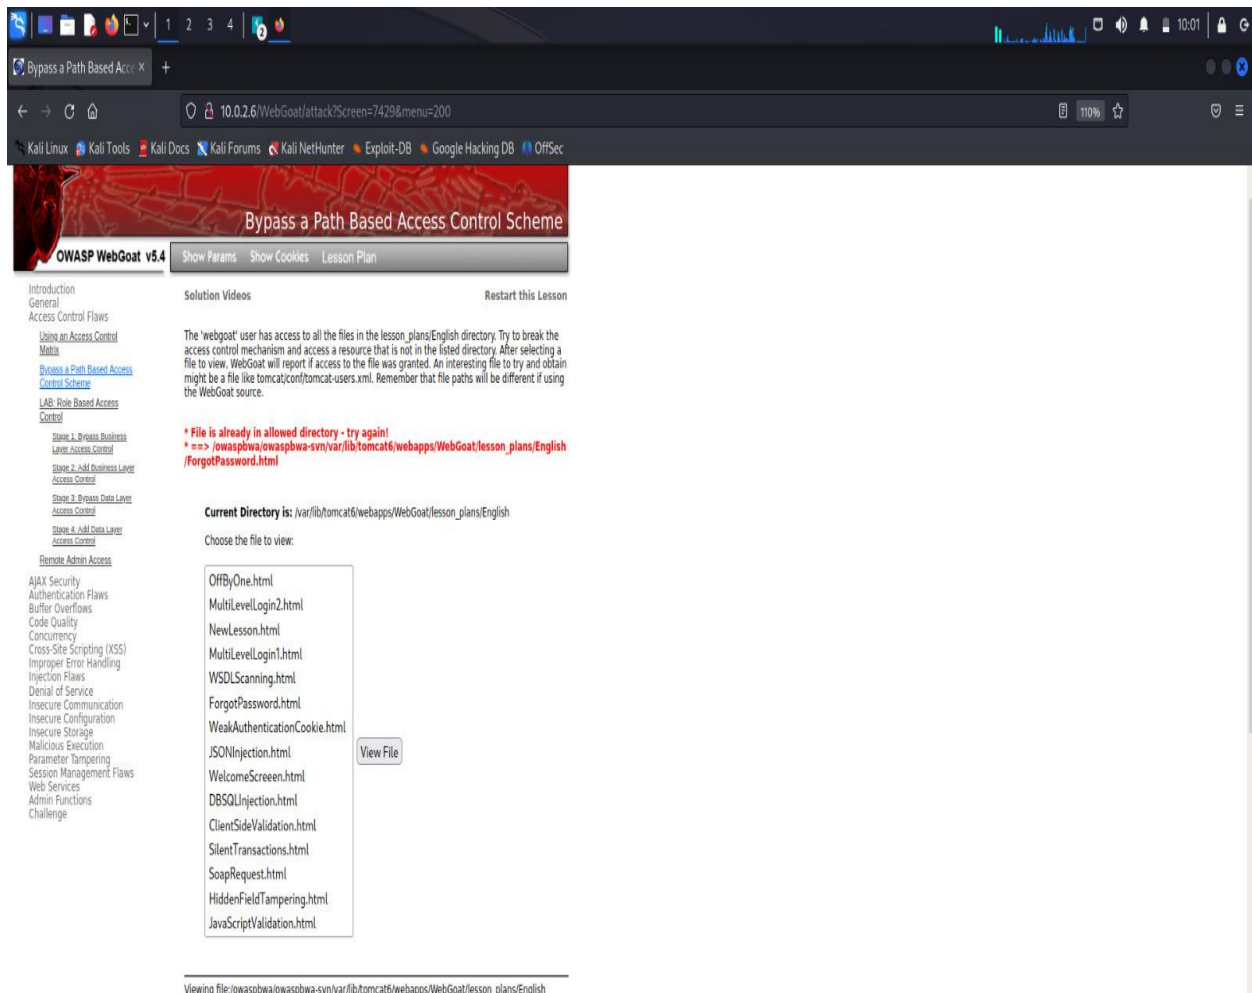 1 2 3 4 2 10:01
Bypass a Path Based Acce × +
10.0.2.6/WebGoat/attack?Screen=7429&menu=200 110%
Kali Linux Kali Tools Kali Docs Kali Forums Kali NetHunter Exploit-DB Google Hacking DB OffSec
Bypass a Path Based Access Control Scheme
OWASP WebGoat v5.4 Show Params Show Cookies Lesson Plan
Introduction
General
Access Control Flaws
Using an Access Control
Matrix
Bypass a Path Based Access
Control Scheme
LAB: Role Based Access
Control
Stage 1: Bypass Business
Layer Access Control
Stage 2: Add Business Layer
Access Control
Stage 3: Bypass Data Layer
Access Control
Stage 4: Add Data Layer
Access Control
Remote Admin Access
AJAX Security
Authentication Flaws
Buffer Overflows
Code Quality
Concurrency
Cross-Site Scripting (XSS)
Improper Error Handling
Injection Flaws
Denial of Service
Insecure Communication
Insecure Configuration
Insecure Storage
Malicious Execution
Parameter Tampering
Session Management Flaws
Web Services
Admin Functions
Challenge
Solution Videos Restart this Lesson
The 'webgoat' user has access to all the files in the lesson_plans/English directory. Try to break the
access control mechanism and access a resource that is not in the listed directory. After selecting a
file to view, WebGoat will report if access to the file was granted. An interesting file to try and obtain
might be a file like tomcat/conf/tomcat-users.xml. Remember that file paths will be different if using
the WebGoat source.
* File is already in allowed directory - try again!
* ==> /owaspbwa/owaspbwa-svn/var/lib/tomcat6/webapps/WebGoat/lesson_plans/English
/ForgotPassword.html
Current Directory is: /var/lib/tomcat6/webapps/WebGoat/lesson_plans/English
Choose the file to view:
OffByOne.html
MultiLevelLogin2.html
NewLesson.html
MultiLevelLogin1.html
WSDLScanning.html
ForgotPassword.html
WeakAuthenticationCookie.html
JSONInjection.html
WelcomeScreeen.html
DBSQLInjection.html
ClientSideValidation.html
SilentTransactions.html
SoapRequest.html
HiddenFieldTampering.html
JavaScriptValidation.html
View File
Viewing file:/owaspbwa/owaspbwa-svn/var/lib/tomcat6/webapps/WebGoat/lesson_plans/English